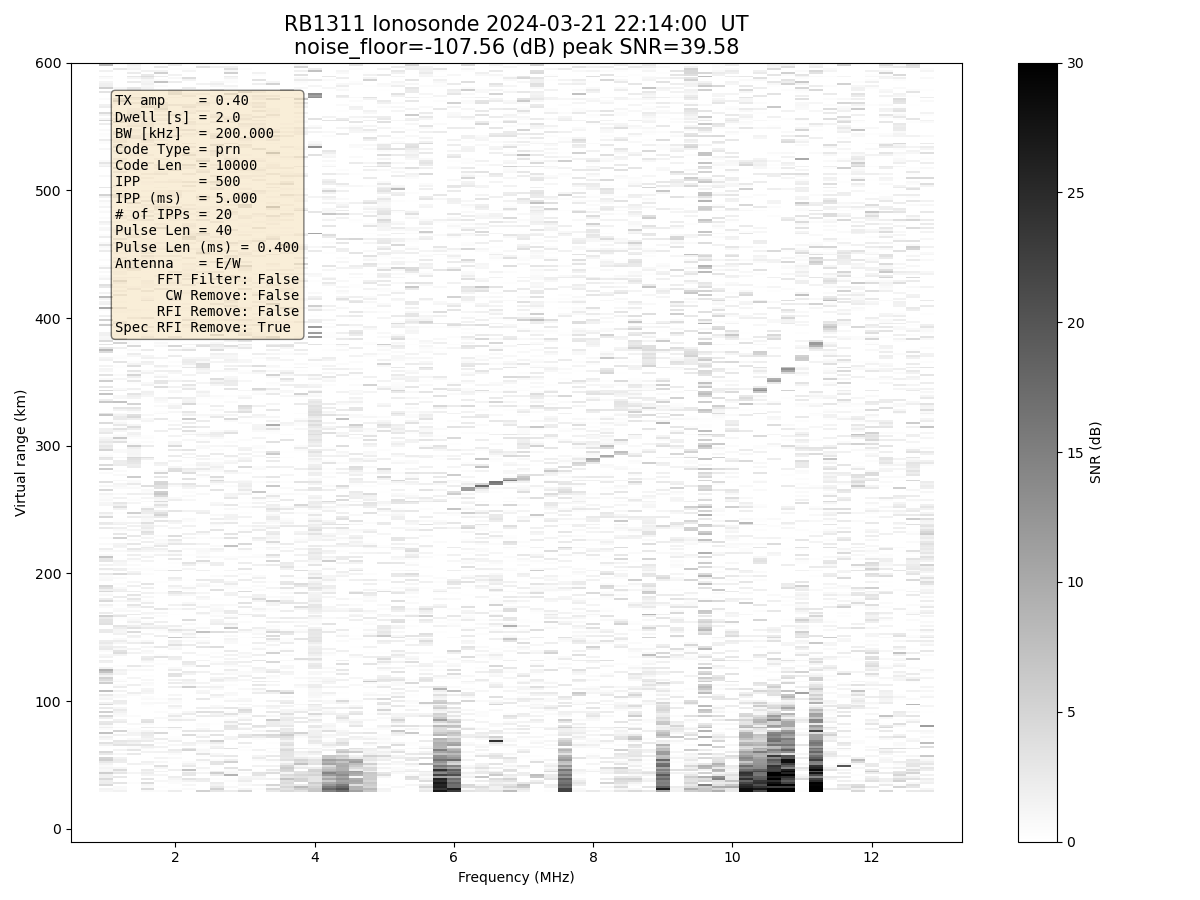 RB1311 Ionosonde 2024-03-21 22:14:00  UT
noise_floor=-107.56 (dB) peak SNR=39.58
600
500
400
300
200
100
0
Virtual range (km)
TX amp    = 0.40
Dwell [s] = 2.0
BW [kHz]  = 200.000
Code Type = prn
Code Len  = 10000
IPP       = 500
IPP (ms)  = 5.000
# of IPPs = 20
Pulse Len = 40
Pulse Len (ms) = 0.400
Antenna   = E/W
FFT Filter: False
CW Remove: False
RFI Remove: False
Spec RFI Remove: True
2 4 6 8 10 12
Frequency (MHz)
30
25
20
15
10
5
0
SNR (dB)